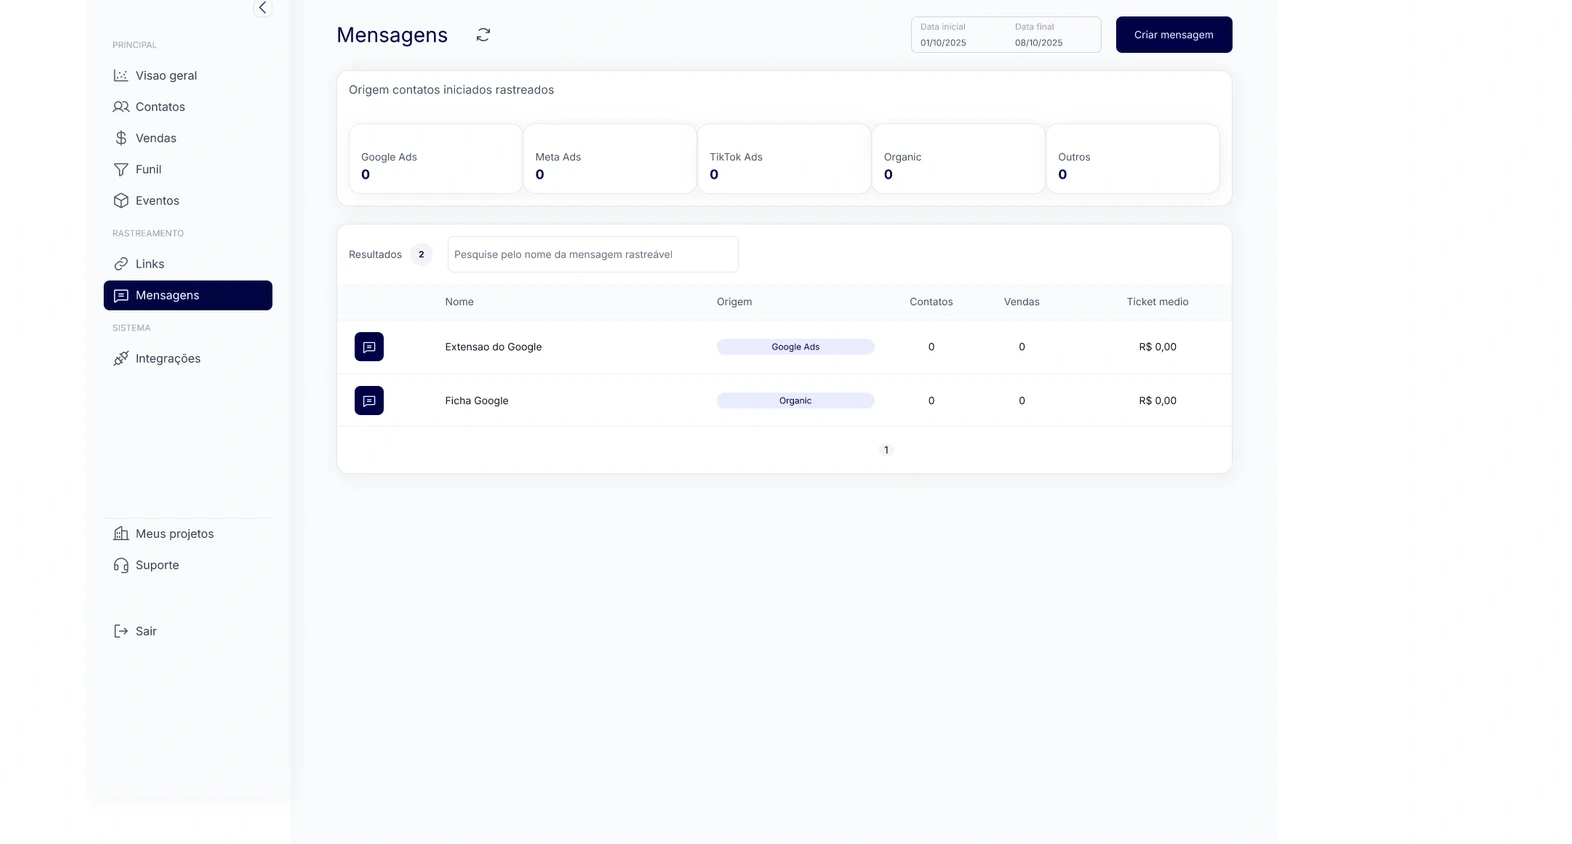 PRINCIPAL
Visao geral
Contatos
Vendas
Funil
Eventos
RASTREAMENTO
Links
Mensagens
SISTEMA
Integrações
Meus projetos
Suporte
Sair
Mensagens
Data inicial
01/10/2025
Data final
08/10/2025
Criar mensagem
Origem contatos iniciados rastreados
Google Ads
0
Meta Ads
0
TikTok Ads
0
Organic
0
Outros
0
Resultados 2 Pesquise pelo nome da mensagem rastreável
Nome Origem Contatos Vendas Ticket medio
Extensao do Google Google Ads 0 0 R$ 0,00
Ficha Google Organic 0 0 R$ 0,00
1